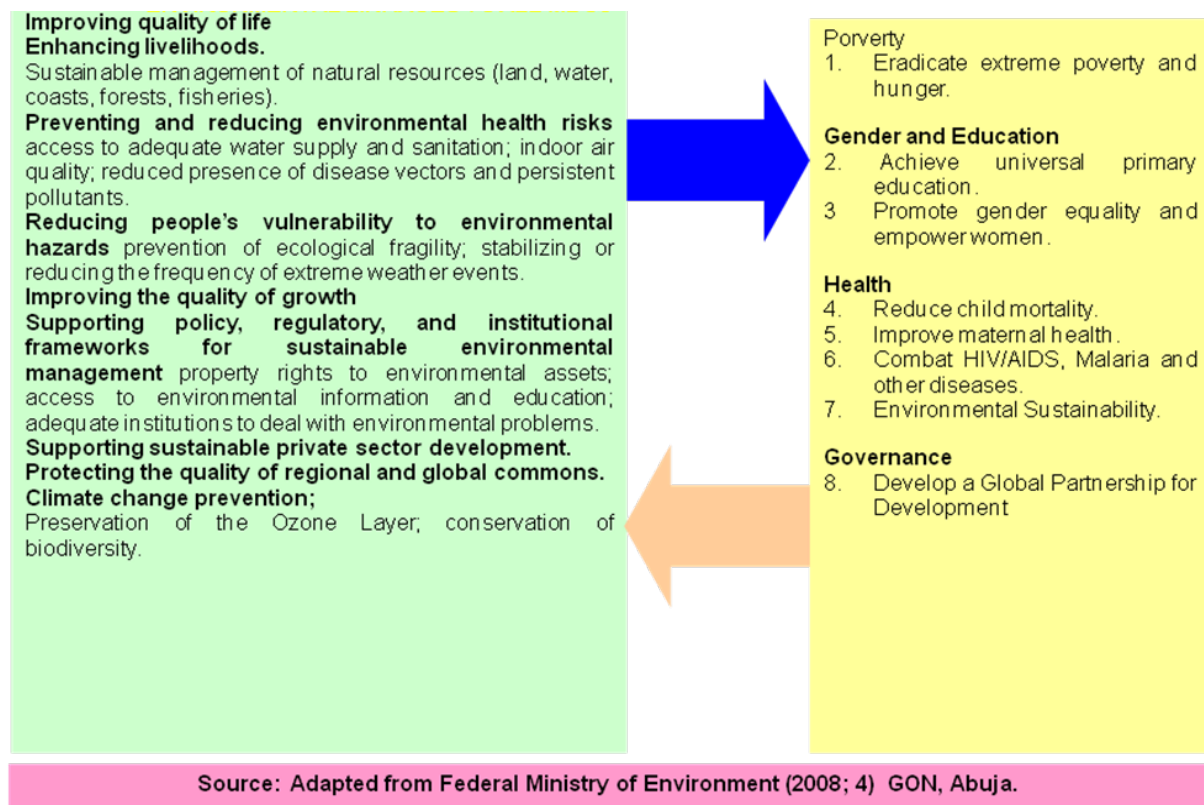 Improving quality of life
Enhancing livelihoods.
Sustainable management of natural resources (land, water,
coasts, forests, fisheries).
Preventing and reducing environmental health risks
access to adequate water supply and sanitation; indoor air
quality; reduced presence of disease vectors and persistent
pollutants.
Reducing people's vulnerability to environmental
hazards prevention of ecological fragility; stabilizing or
reducing the frequency of extreme weather events.
Improving the quality of growth
Supporting policy, regulatory, and institutional
frameworks for sustainable environmental
management property rights to environmental assets;
access to environmental information and education;
adequate institutions to deal with environmental problems.
Supporting sustainable private sector development.
Protecting the quality of regional and global commons.
Climate change prevention;
Preservation of the Ozone Layer; conservation of
biodiversity.
Porverty
1. Eradicate extreme poverty and
hunger.
Gender and Education
2. Achieve universal primary
education.
3 Promote gender equality and
empower women.
Health
4. Reduce child mortality.
5. Improve maternal health.
6. Combat HIV/AIDS, Malaria and
other diseases.
7. Environmental Sustainability.
Governance
8. Develop a Global Partnership for
Development
Source: Adapted from Federal Ministry of Environment (2008; 4) GON, Abuja.